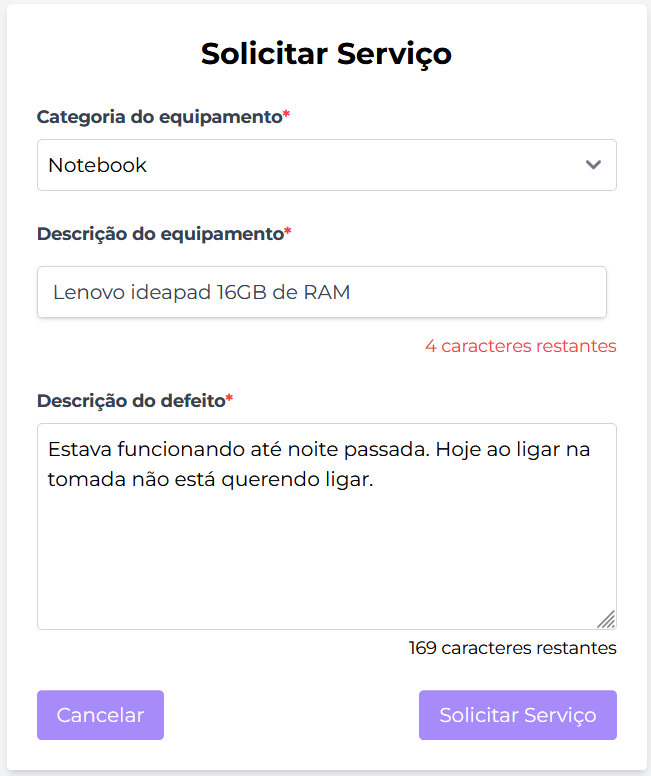 Solicitar Serviço
Categoria do equipamento*
Notebook
Descrição do equipamento*
Lenovo ideapad 16GB de RAM
4 caracteres restantes
Descrição do defeito*
Estava funcionando até noite passada. Hoje ao ligar na
tomada não está querendo ligar.
169 caracteres restantes
Cancelar
Solicitar Serviço